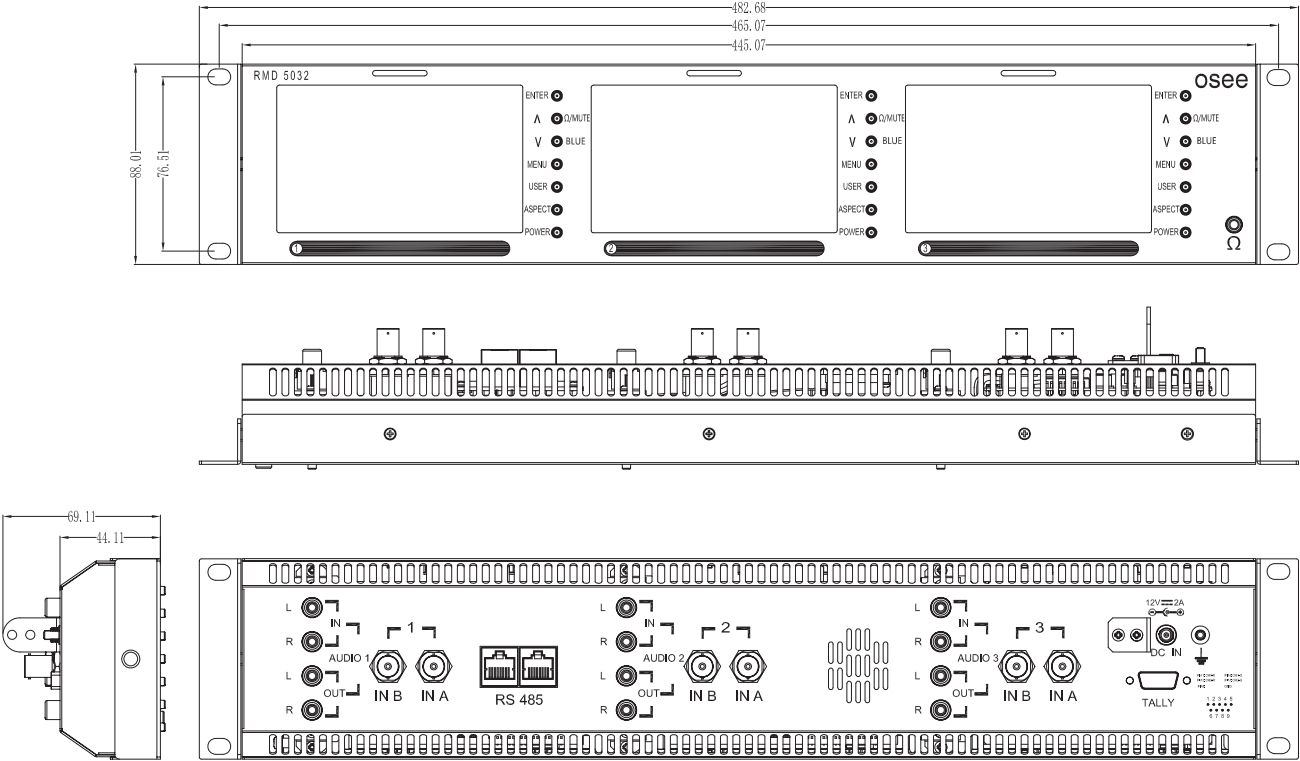 482.68
465.07
445.07
88.01
76.51
RMD 5032
osee
ENTER
∧ Ω/MUTE
∨ BLUE
MENU
USER
ASPECT
POWER
ENTER
∧ Ω/MUTE
∨ BLUE
MENU
USER
ASPECT
POWER
ENTER
∧ Ω/MUTE
∨ BLUE
MENU
USER
ASPECT
POWER
Ω
1
2
3
69.11
44.11
L
IN
R
AUDIO 1
L
OUT
R
1
IN B IN A
RS 485
L
IN
R
AUDIO 2
L
OUT
R
2
IN B IN A
L
IN
R
AUDIO 3
L
OUT
R
3
IN B IN A
12V 2A
DC IN
TALLY
1 2 3 4 5
6 7 8 9